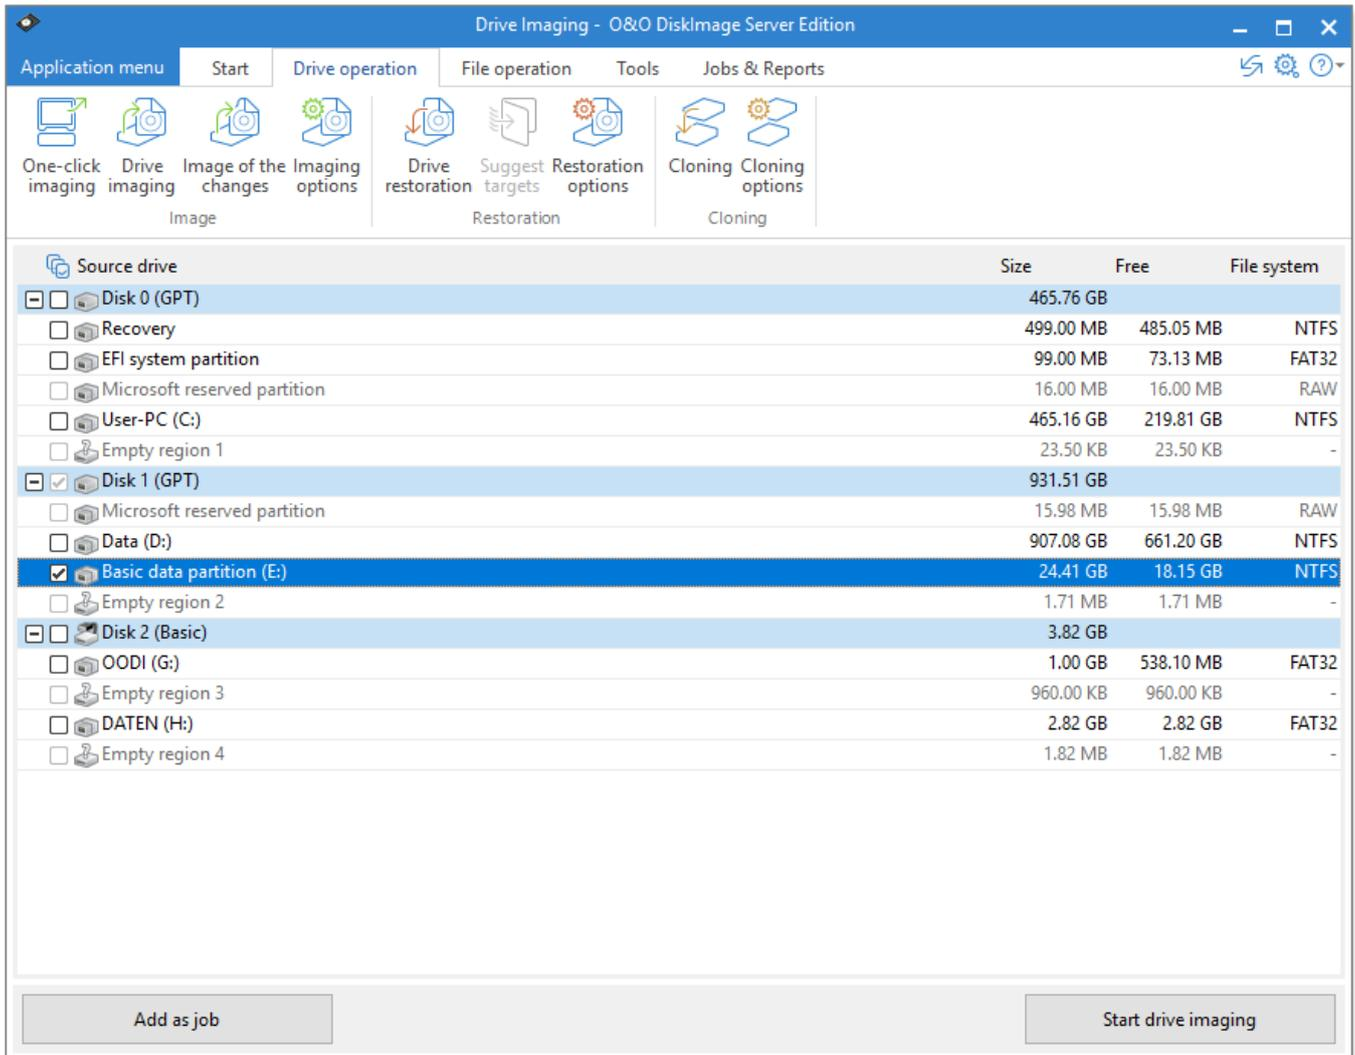 Drive Imaging - O&O DiskImage Server Edition
Application menu Start Drive operation File operation Tools Jobs & Reports
One-click imaging Drive imaging Image of the changes Imaging options Drive restoration Suggest targets Restoration options Cloning Cloning options
Image Restoration Cloning
Source drive Size Free File system
Disk 0 (GPT) 465.76 GB
Recovery 499.00 MB 485.05 MB NTFS
EFI system partition 99.00 MB 73.13 MB FAT32
Microsoft reserved partition 16.00 MB 16.00 MB RAW
User-PC (C:) 465.16 GB 219.81 GB NTFS
Empty region 1 23.50 KB 23.50 KB -
Disk 1 (GPT) 931.51 GB
Microsoft reserved partition 15.98 MB 15.98 MB RAW
Data (D:) 907.08 GB 661.20 GB NTFS
Basic data partition (E:) 24.41 GB 18.15 GB NTFS
Empty region 2 1.71 MB 1.71 MB -
Disk 2 (Basic) 3.82 GB
OODI (G:) 1.00 GB 538.10 MB FAT32
Empty region 3 960.00 KB 960.00 KB -
DATEN (H:) 2.82 GB 2.82 GB FAT32
Empty region 4 1.82 MB 1.82 MB -
Add as job Start drive imaging